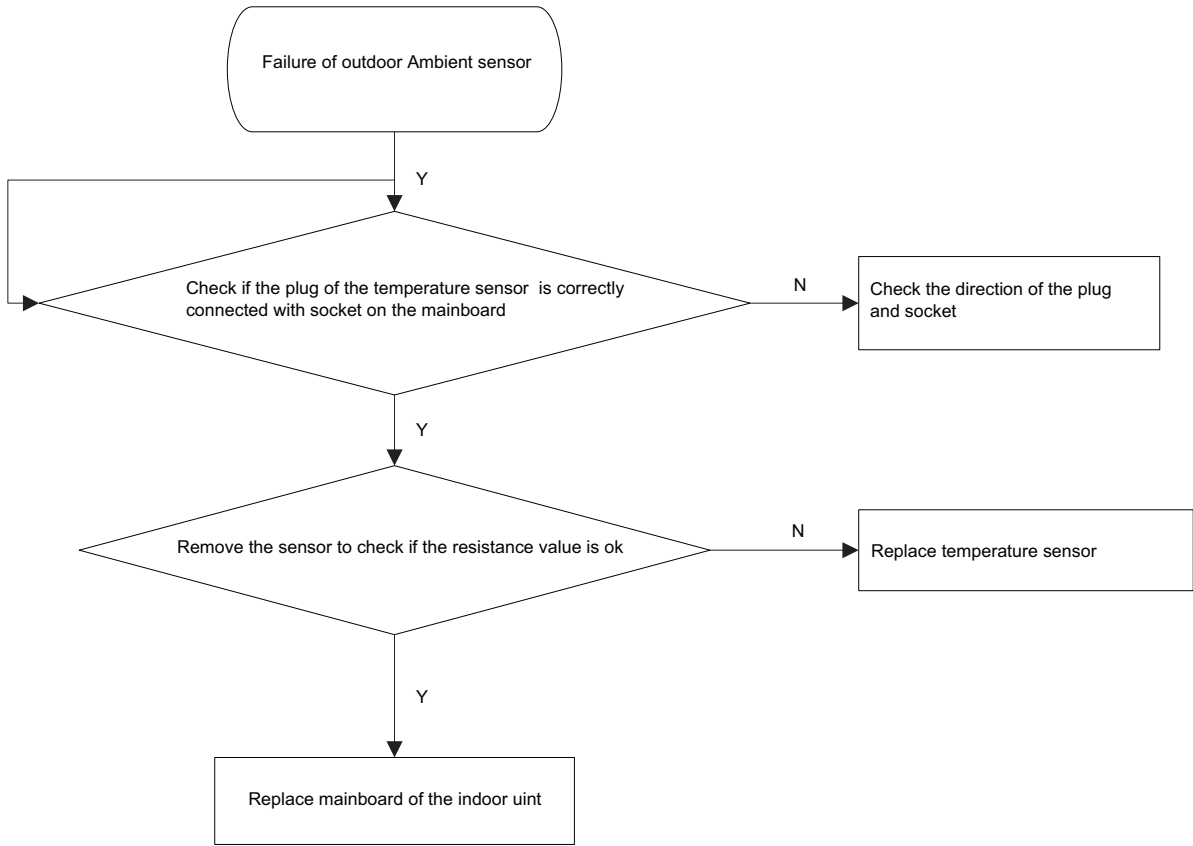 Failure of outdoor Ambient sensor
Y
Check if the plug of the temperature sensor is correctly
connected with socket on the mainboard
N
Check the direction of the plug
and socket
Y
Remove the sensor to check if the resistance value is ok
N
Replace temperature sensor
Y
Replace mainboard of the indoor uint